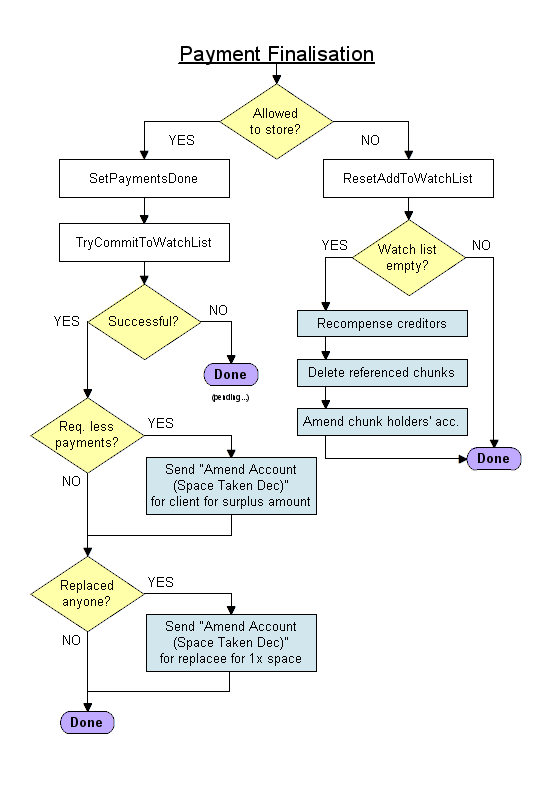 Payment Finalisation
Allowed
to store?
YES
NO
SetPaymentsDone
ResetAddToWatchList
TryCommitToWatchList
YES
Watch list
empty?
NO
YES
Successful?
NO
Recompense creditors
Done
(pending...)
Delete referenced chunks
Amend chunk holders' acc.
Req. less
payments?
YES
NO
Done
Send "Amend Account
(Space Taken Dec)"
for client for surplus amount
Replaced
anyone?
YES
NO
Send "Amend Account
(Space Taken Dec)"
for replacee for 1x space
Done